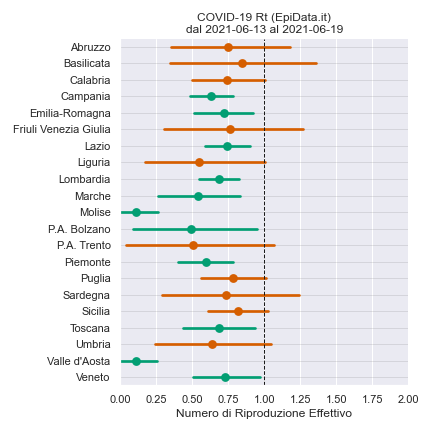 COVID-19 Rt (EpiData.it)
dal 2021-06-13 al 2021-06-19
Abruzzo
Basilicata
Calabria
Campania
Emilia-Romagna
Friuli Venezia Giulia
Lazio
Liguria
Lombardia
Marche
Molise
P.A. Bolzano
P.A. Trento
Piemonte
Puglia
Sardegna
Sicilia
Toscana
Umbria
Valle d'Aosta
Veneto
0.00 0.25 0.50 0.75 1.00 1.25 1.50 1.75 2.00
Numero di Riproduzione Effettivo